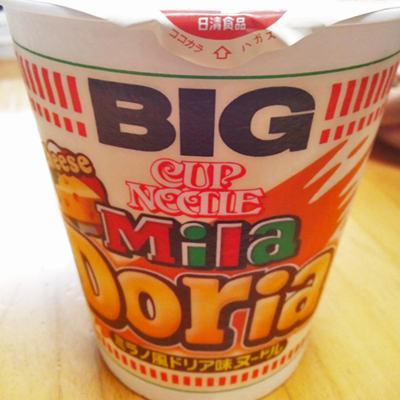 日清食品
ココカラ ハガス
BIG
Cheese
CUP
NOODLE
Mila
Doria
ミラノ風ドリア味ヌードル